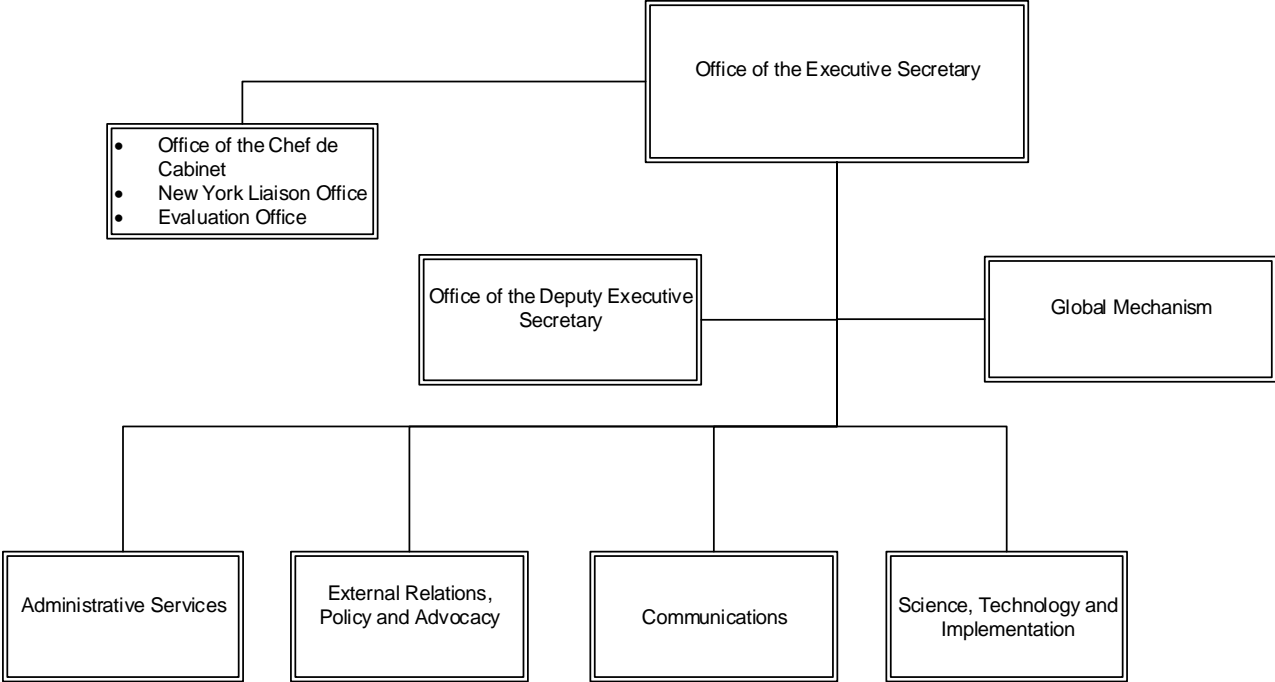 Office of the Executive Secretary
• Office of the Chef de
Cabinet
• New York Liaison Office
• Evaluation Office
Office of the Deputy Executive
Secretary
Global Mechanism
Administrative Services
External Relations,
Policy and Advocacy
Communications
Science, Technology and
Implementation